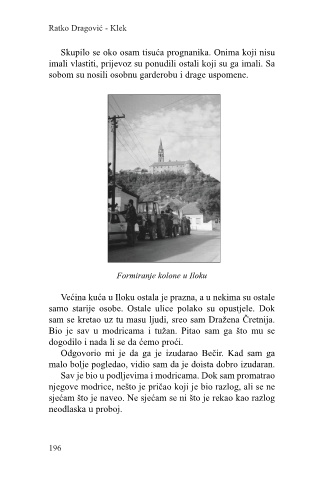 Ratko Dragović - Klek
Skupilo se oko osam tisuća prognanika. Onima koji nisu
imali vlastiti, prijevoz su ponudili ostali koji su ga imali. Sa
sobom su nosili osobnu garderobu i drage uspomene.
Formiranje kolone u Iloku
Većina kuća u Iloku ostala je prazna, a u nekima su ostale
samo starije osobe. Ostale ulice polako su opustjele. Dok
sam se kretao uz tu masu ljudi, sreo sam Dražena Čretnija.
Bio je sav u modricama i tužan. Pitao sam ga što mu se
dogodilo i nada li se da ćemo proći.
Odgovorio mi je da ga je izudarao Bečir. Kad sam ga
malo bolje pogledao, vidio sam da je doista dobro izudaran.
Sav je bio u podljevima i modricama. Dok sam promatrao
njegove modrice, nešto je pričao koji je bio razlog, ali se ne
sjećam što je naveo. Ne sjećam se ni što je rekao kao razlog
neodlaska u proboj.
196